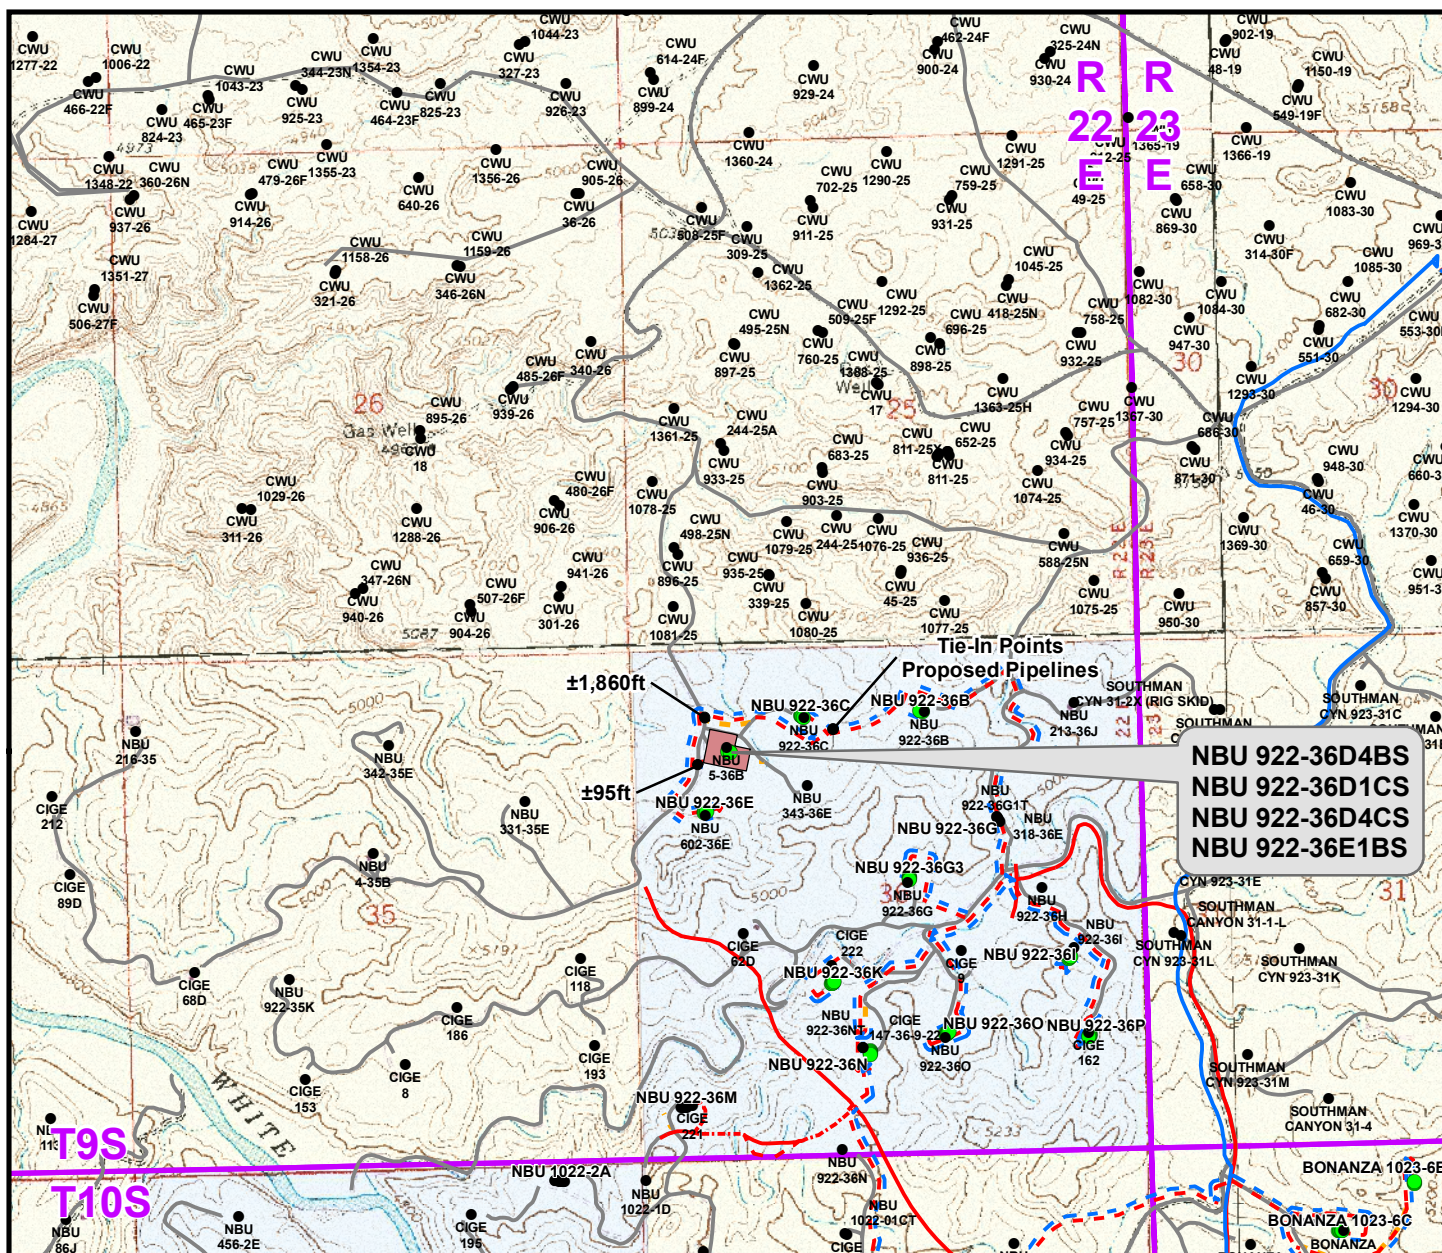 CWU
1277-22
CWU
1006-22
CWU
466-22F
CWU
824-23
CWU
1043-23
CWU
465-23F
CWU
344-23N
CWU
925-23
CWU
1354-23
CWU
464-23F
CWU
825-23
CWU
1044-23
CWU
327-23
CWU
926-23
CWU
614-24F
CWU
899-24
CWU
929-24
CWU
462-24F
CWU
900-24
CWU
325-24N
CWU
930-24
CWU
902-19
CWU
48-19
CWU
1150-19
CWU
549-19F
R
22
E
R
23
E
1365-19
CWU
1366-19
4973
CWU
1348-22
CWU
360-26N
CWU
937-26
CWU
479-26F
CWU
914-26
CWU
1355-23
CWU
640-26
CWU
1356-26
CWU
905-26
CWU
36-26
CWU
1360-24
CWU
702-25
CWU
1290-25
CWU
911-25
CWU
759-25
CWU
931-25
CWU
1291-25
CWU
49-25
CWU
658-30
CWU
869-30
CWU
1083-30
CWU
314-30F
CWU
1284-27
CWU
1351-27
CWU
506-27F
CWU
1158-26
CWU
321-26
CWU
1159-26
CWU
346-26N
CWU
508-25F
CWU
309-25
CWU
1362-25
CWU
1292-25
CWU
1045-25
CWU
418-25N
CWU
1082-30
CWU
1084-30
CWU
1085-30
CWU
682-30
CWU
495-25N
CWU
897-25
CWU
509-25F
CWU
760-25
CWU
696-25
CWU
898-25
CWU
758-25
CWU
932-25
CWU
947-30
CWU
551-30
CWU
340-26
CWU
485-26F
CWU
939-26
CWU
1368-25
CWU
17
CWU
1363-25H
CWU
1367-30
CWU
1293-30
CWU
1294-30
26
25
30
30
Gas Well
CWU
895-26
CWU
18
CWU
1361-25
CWU
244-25A
CWU
933-25
CWU
683-25
CWU
903-25
CWU
811-25X
CWU
652-25
CWU
811-25
CWU
757-25
CWU
934-25
CWU
1074-25
CWU
686-30
CWU
871-30
CWU
948-30
CWU
46-30
CWU
1029-26
CWU
311-26
CWU
1288-26
CWU
480-26F
CWU
906-26
CWU
1078-25
CWU
498-25N
CWU
896-25
CWU
1079-25
CWU
244-25
CWU
1076-25
CWU
936-25
CWU
588-25N
CWU
1369-30
CWU
1370-30
CWU
659-30
CWU
857-30
CWU
347-26N
CWU
940-26
CWU
507-26F
CWU
904-26
CWU
941-26
CWU
301-26
CWU
935-25
CWU
339-25
CWU
45-25
CWU
1081-25
CWU
1080-25
CWU
1077-25
CWU
1075-25
CWU
950-30
5087
R 22 E
R 23 E
Tie-In Points
Proposed Pipelines
±1,860ft
±95ft
NBU 922-36C
NBU
922-36C
NBU 922-36B
NBU
922-36B
NBU
213-36J
SOUTHMAN
CYN 31-2X (RIG SKID)
SOUTHMAN
CYN 923-31C
NBU 922-36D4BS
NBU 922-36D1CS
NBU 922-36D4CS
NBU 922-36E1BS
NBU
5-36B
NBU 922-36E
NBU
602-36E
NBU
343-36E
NBU
922-36G1T
NBU 922-36G
NBU
318-36E
NBU 922-36G3
NBU
922-36G
NBU
922-36H
NBU
922-36I
NBU 922-36I
CYN 923-31E
SOUTHMAN
CANYON 31-1-L
SOUTHMAN
CYN 923-31L
SOUTHMAN
CYN 923-31K
31
NBU
216-35
NBU
342-35E
CIGE
212
NBU
331-35E
NBU
4-35B
CIGE
89D
35
CIGE
68D
NBU
922-35K
CIGE
118
CIGE
186
CIGE
193
CIGE
8
CIGE
153
CIGE
62D
CIGE
222
NBU 922-36K
CIGE
9
NBU
922-36NT
CIGE
147-36-9-22
NBU 922-36N
NBU 922-36O
NBU
922-36O
NBU 922-36P
CIGE
162
SOUTHMAN
CYN 923-31M
SOUTHMAN
CANYON 31-4
NBU 922-36M
CIGE
221
WHITE
T9S
T10S
NBU 1022-2A
NBU
1022-1D
NBU
922-36N
NBU
1022-01CT
CIGE
NBU
86J
NBU
456-2E
CIGE
195
BONANZA 1023-6C
BONANZA
5000
5000
5233